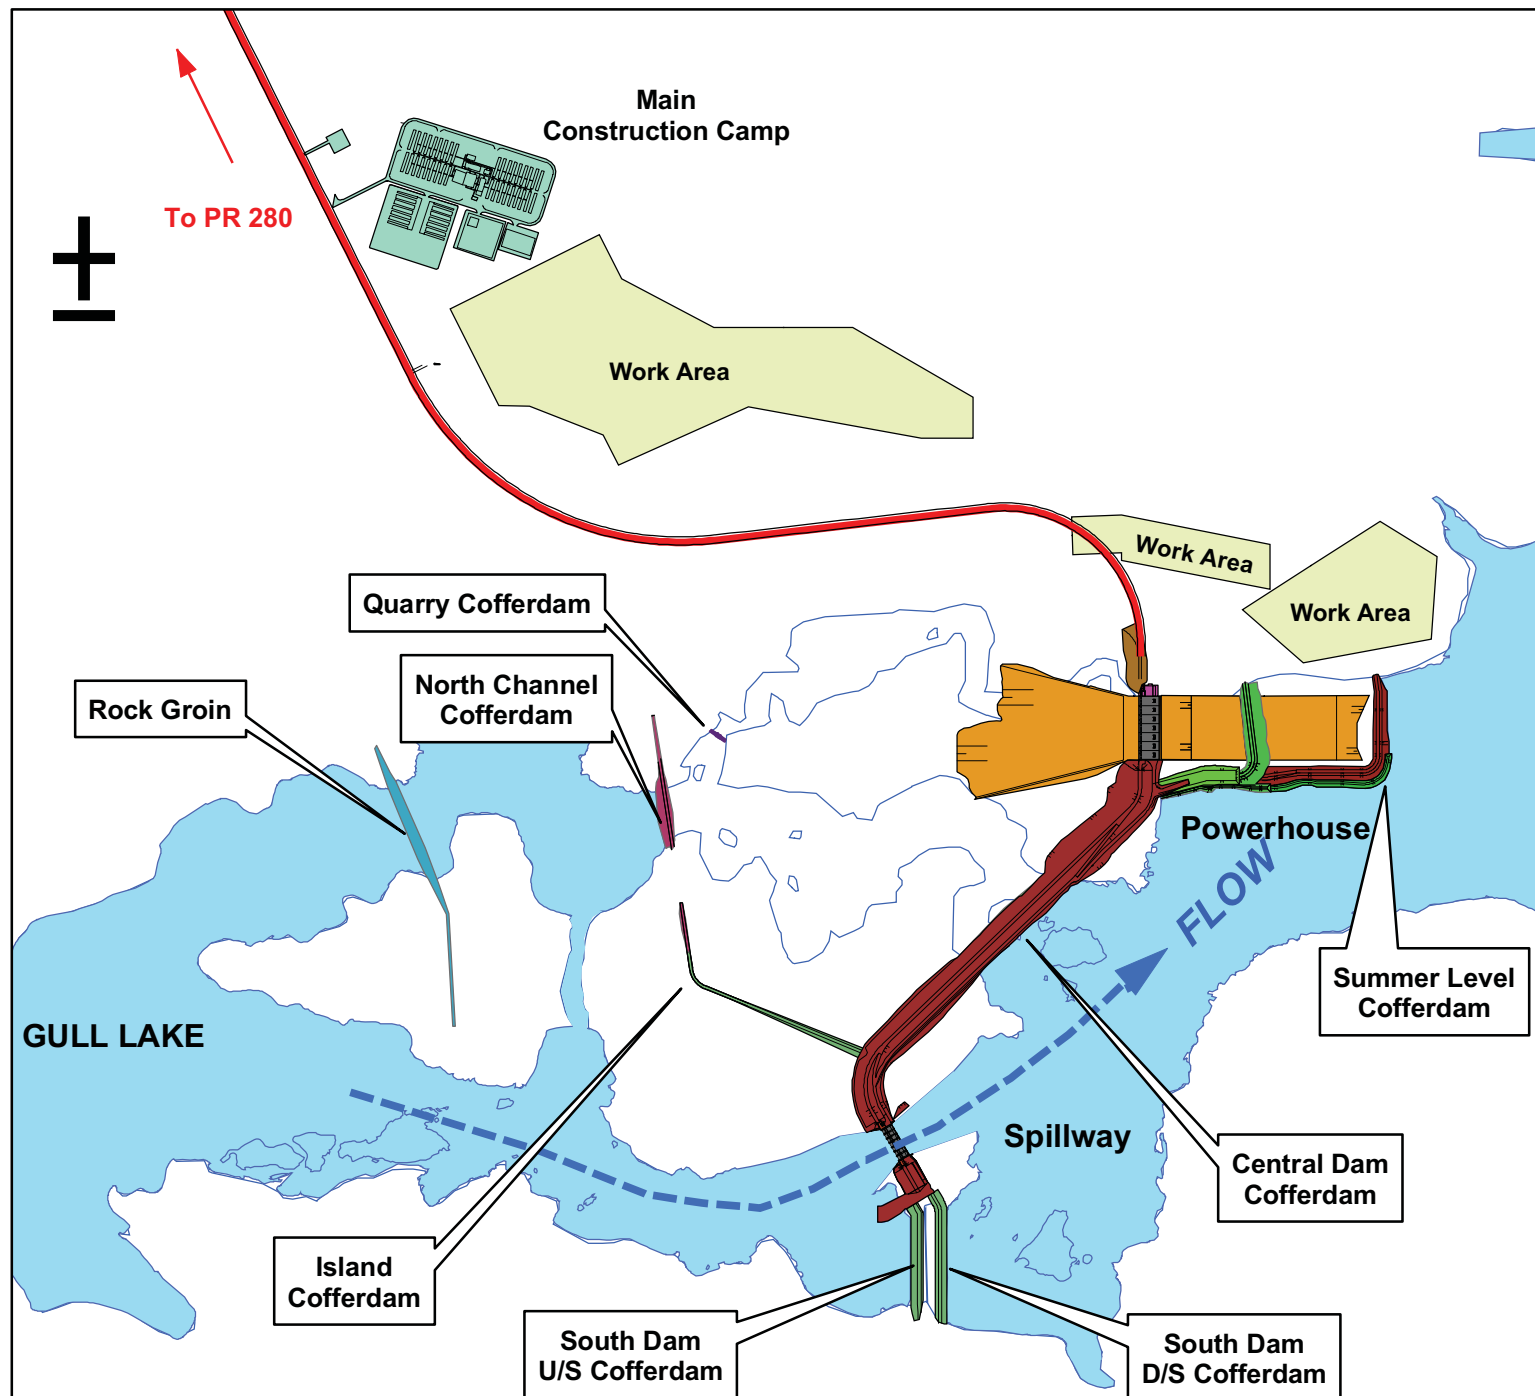 Main
Construction Camp
To PR 280
Work Area
Work Area
Work Area
Quarry Cofferdam
North Channel
Cofferdam
Rock Groin
Powerhouse
FLOW
Summer Level
Cofferdam
GULL LAKE
Spillway
Central Dam
Cofferdam
Island
Cofferdam
South Dam
U/S Cofferdam
South Dam
D/S Cofferdam